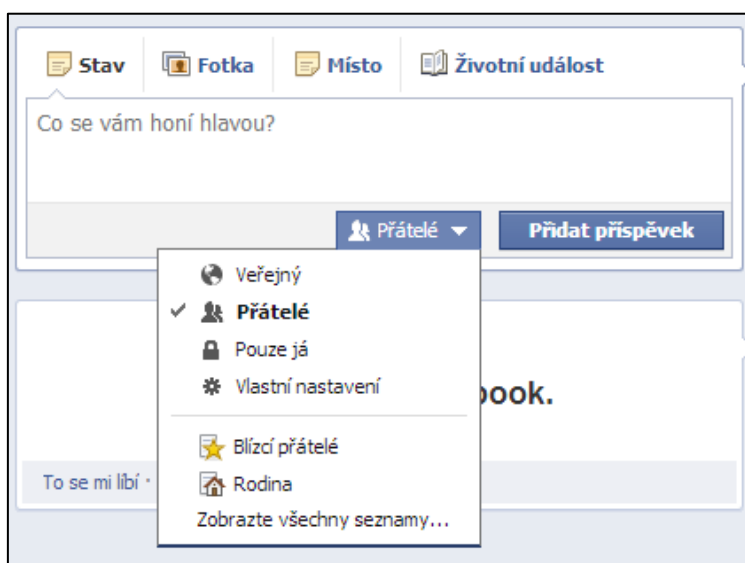 Stav Fotka Místo Životní událost
Co se vám honí hlavou?
Přátelé Přidat příspěvek
Veřejný
Přátelé
Pouze já
Vlastní nastavení
book.
Blízcí přátelé
To se mi líbí · Rodina
Zobrazte všechny seznamy...